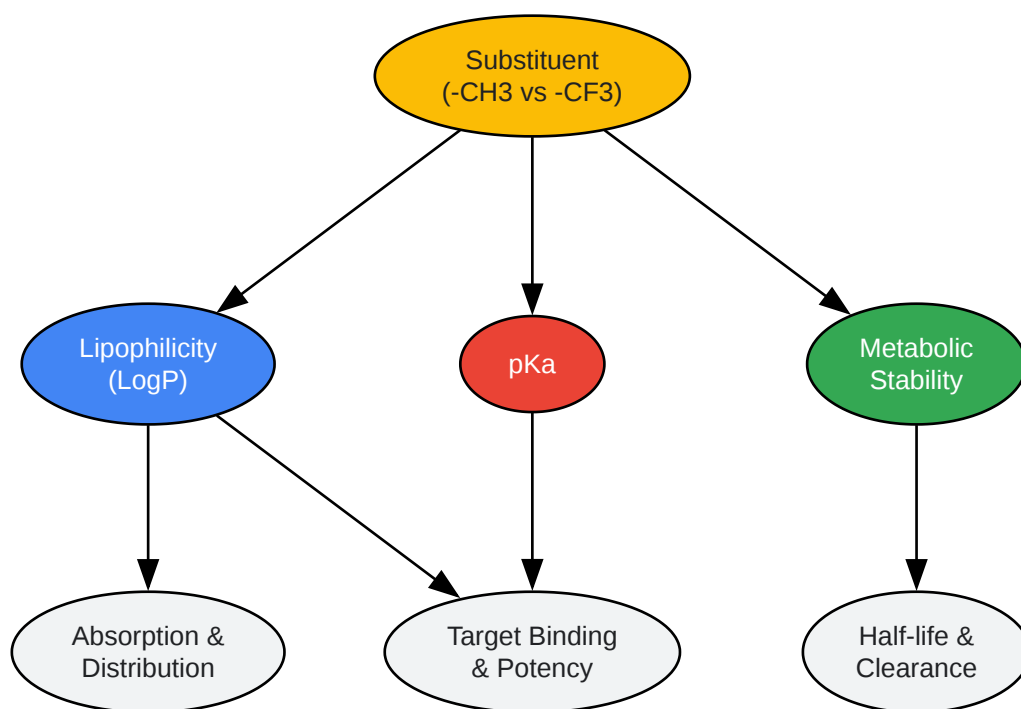 Substituent
(-CH3 vs -CF3)
Lipophilicity
(LogP)
pKa
Metabolic
Stability
Absorption &
Distribution
Target Binding
& Potency
Half-life &
Clearance